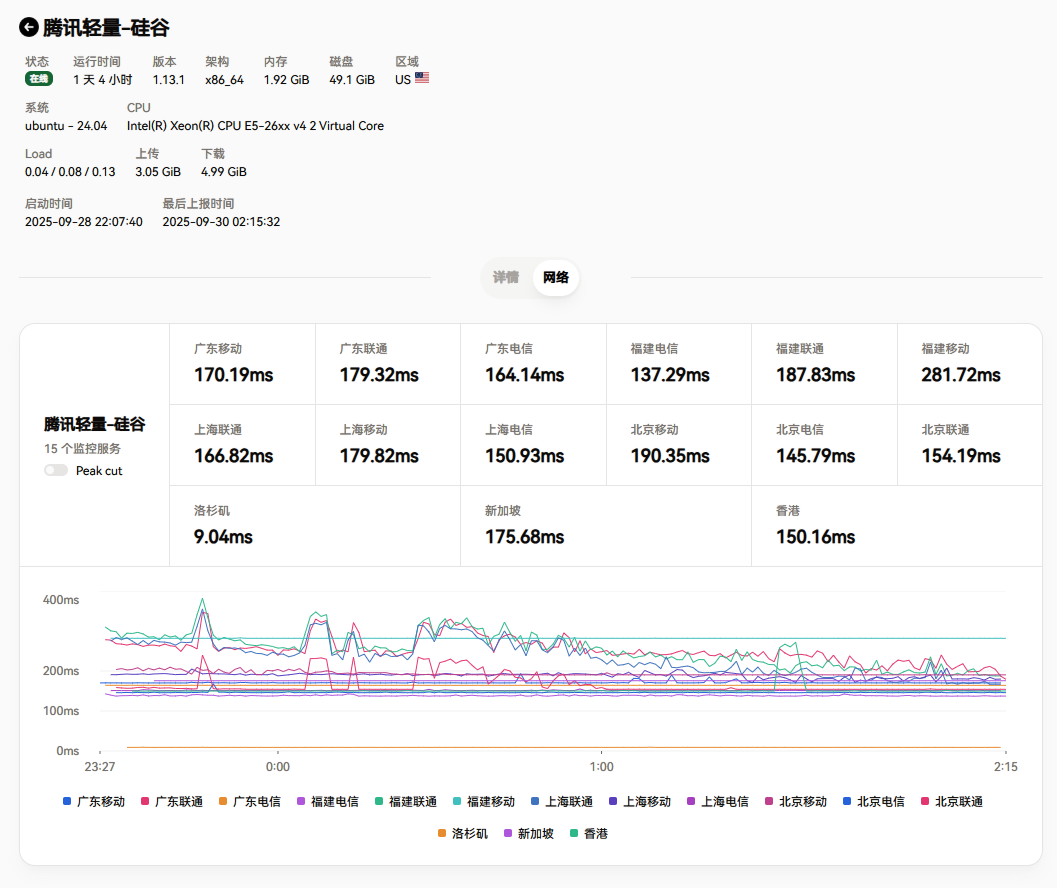 腾讯轻量-硅谷
状态 运行时间 版本 架构 内存 磁盘 区域
在线 1 天 4 小时 1.13.1 x86_64 1.92 GiB 49.1 GiB US
系统 CPU
ubuntu - 24.04 Intel(R) Xeon(R) CPU E5-26xx v4 2 Virtual Core
Load 上传 下载
0.04 / 0.08 / 0.13 3.05 GiB 4.99 GiB
启动时间 最后上报时间
2025-09-28 22:07:40 2025-09-30 02:15:32
详情 网络
腾讯轻量-硅谷
15 个监控服务
Peak cut
广东移动 广东联通 广东电信 福建电信 福建联通 福建移动
170.19ms 179.32ms 164.14ms 137.29ms 187.83ms 281.72ms
上海联通 上海移动 上海电信 北京移动 北京电信 北京联通
166.82ms 179.82ms 150.93ms 190.35ms 145.79ms 154.19ms
洛杉矶 新加坡 香港
9.04ms 175.68ms 150.16ms
400ms
200ms
100ms
0ms
23:27 0:00 1:00 2:15
广东移动 广东联通 广东电信 福建电信 福建联通 福建移动 上海联通 上海移动 上海电信 北京移动 北京电信 北京联通
洛杉矶 新加坡 香港